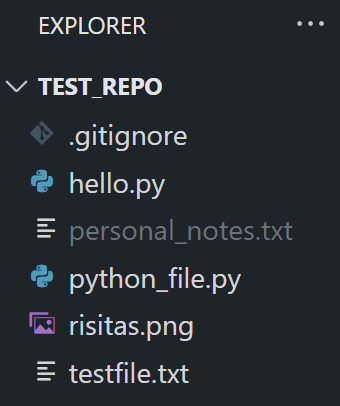 EXPLORER
TEST_REPO
.gitignore
hello.py
personal_notes.txt
python_file.py
risitas.png
testfile.txt